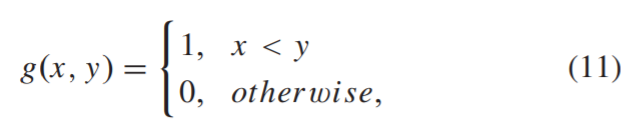 g(x, y) = { 1, x < y
0, otherwise, (11)